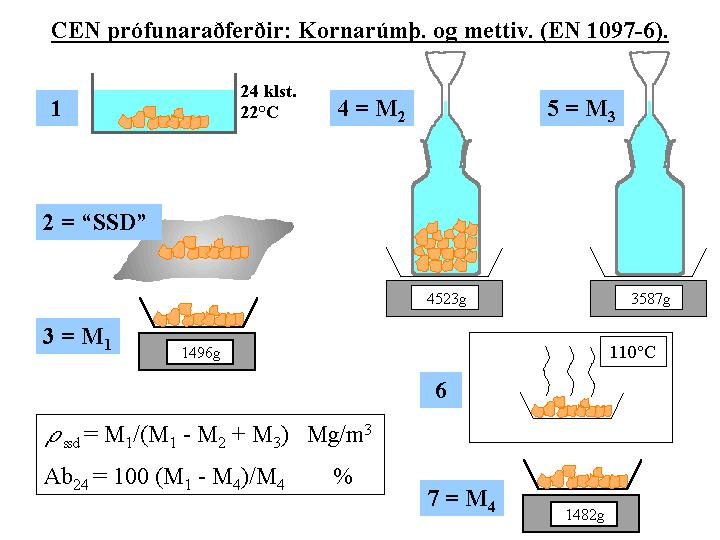 CEN prófunaraðferðir: Kornarúmþ. og mettiv. (EN 1097-6).
1
24 klst.
22°C
4 = M2
5 = M3
2 = “SSD”
4523g
3587g
3 = M1
1496g
110°C
6
ρssd = M1/(M1 - M2 + M3) Mg/m3
Ab24 = 100 (M1 - M4)/M4 %
7 = M4
1482g